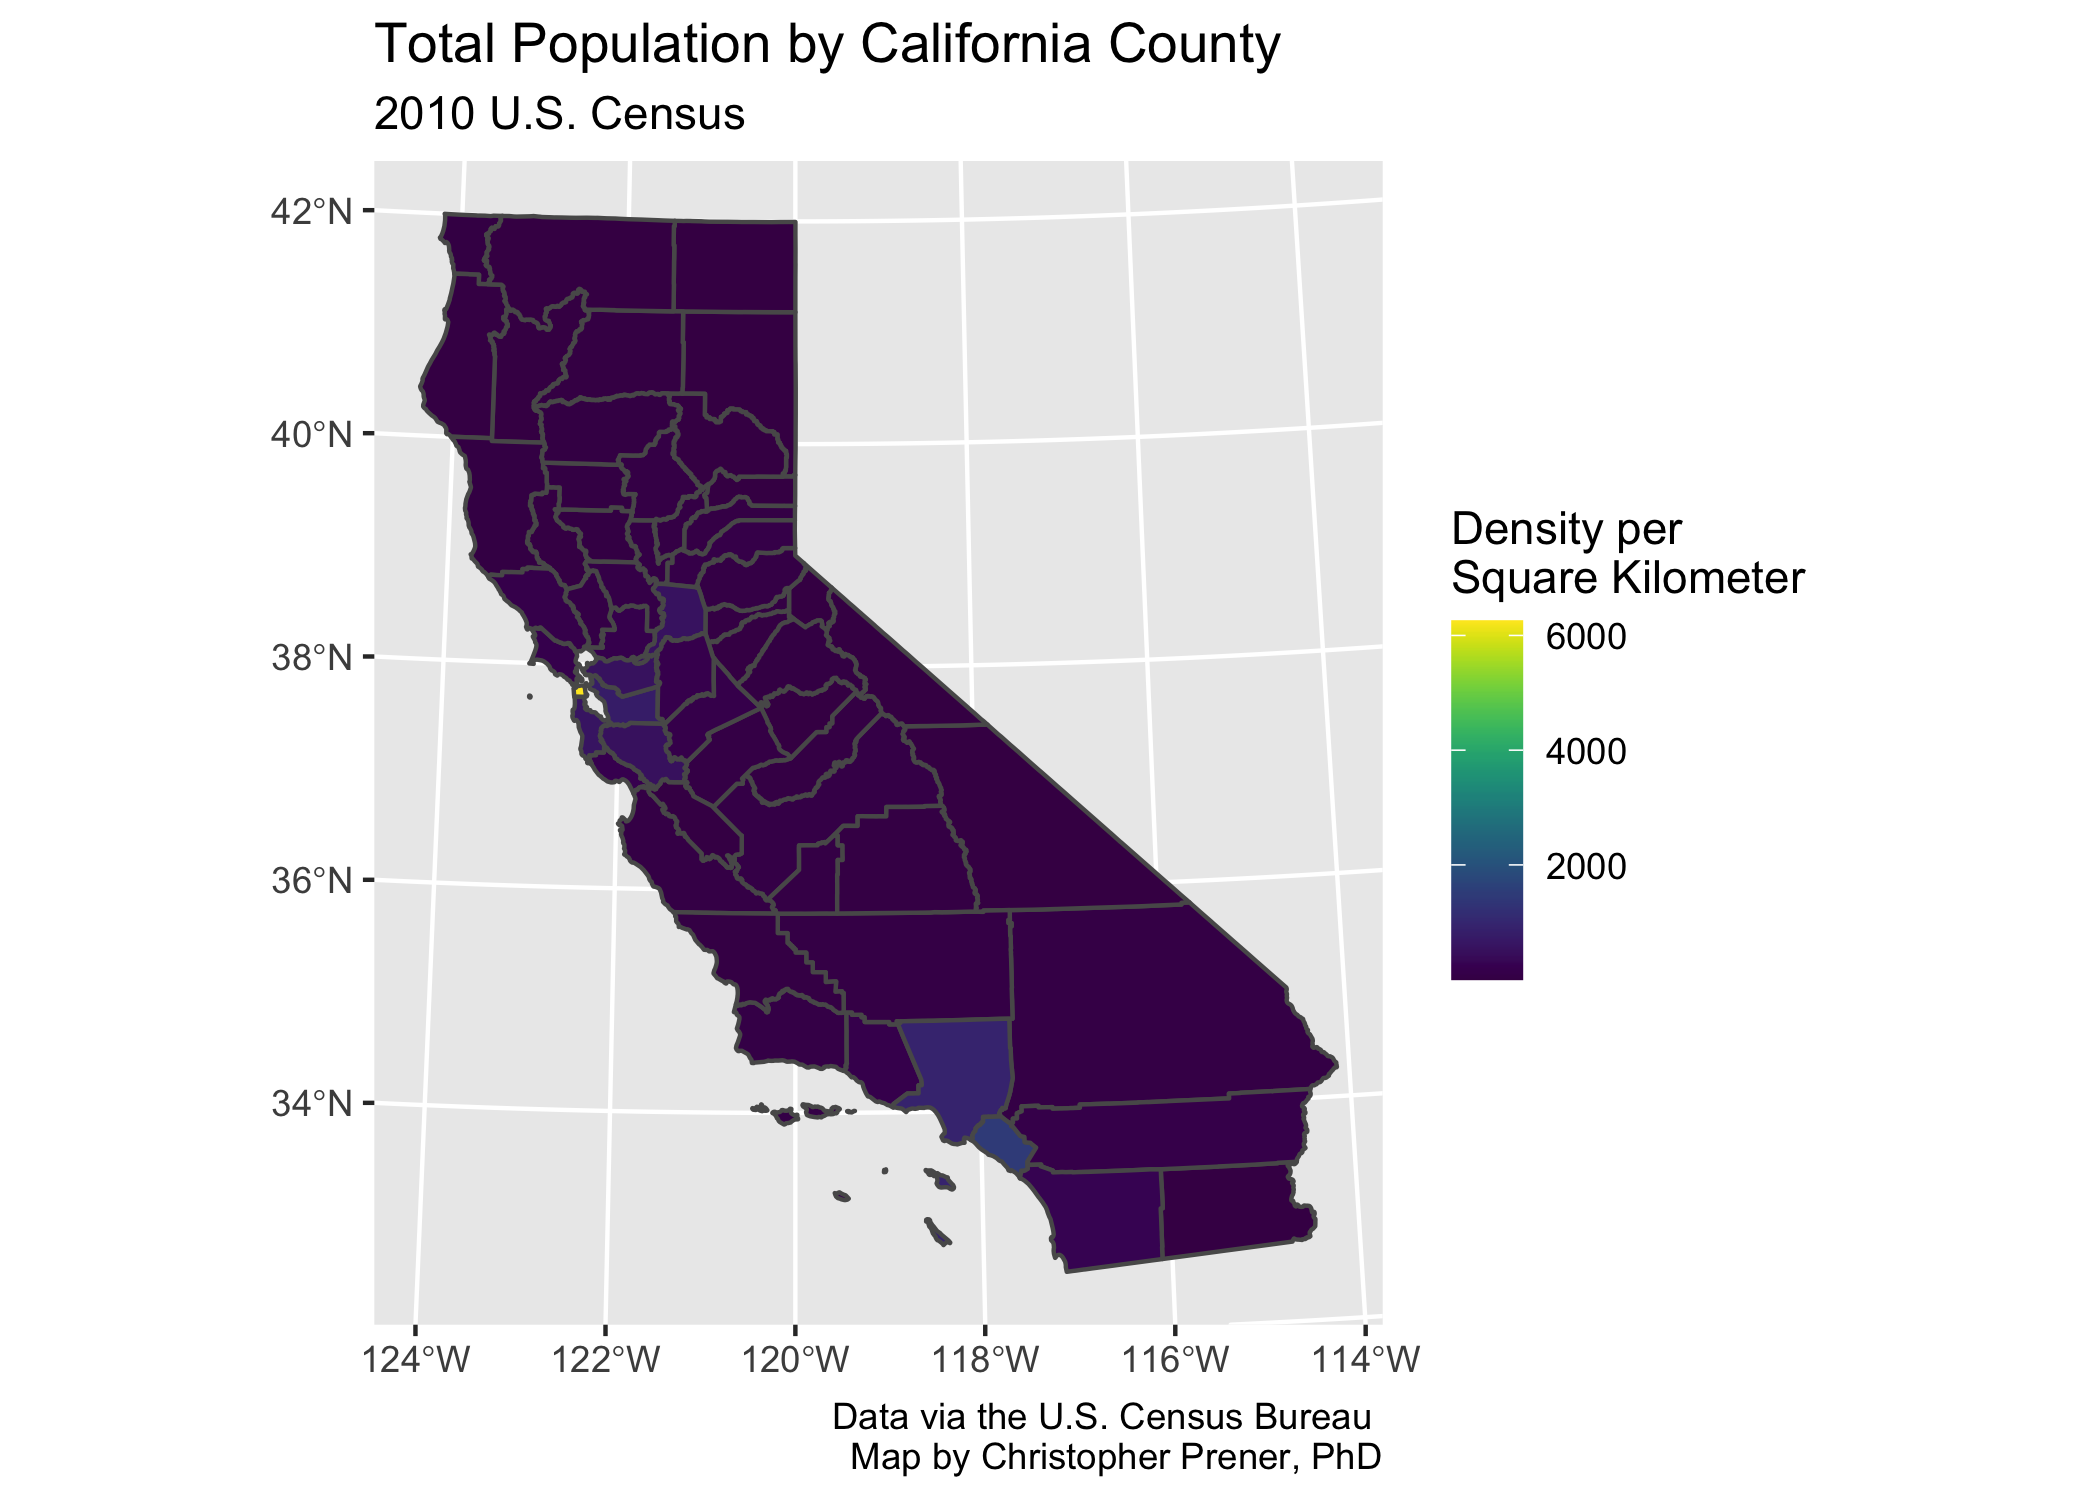 Total Population by California County
2010 U.S. Census
42°N
40°N
38°N
36°N
34°N
124°W
122°W
120°W
118°W
116°W
114°W
Density per
Square Kilometer
6000
4000
2000
Data via the U.S. Census Bureau
Map by Christopher Prener, PhD